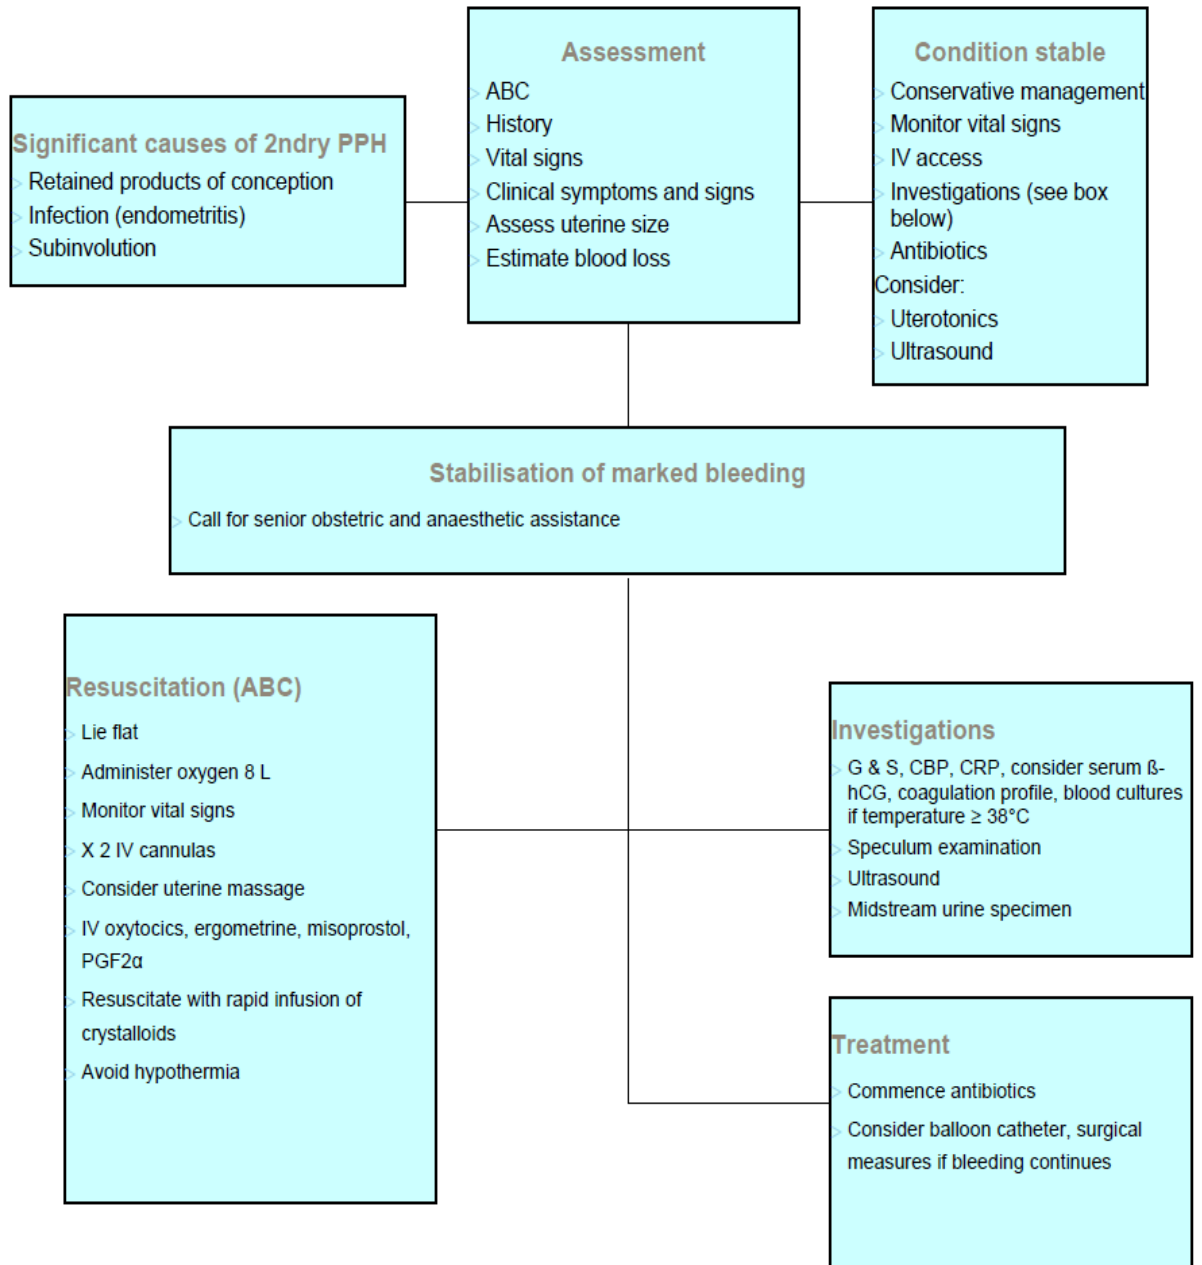 Assessment
ABC
History
Vital signs
Clinical symptoms and signs
Assess uterine size
Estimate blood loss
Condition stable
Conservative management
Monitor vital signs
IV access
Investigations (see box
below)
Antibiotics
Consider:
Uterotonics
Ultrasound
Significant causes of 2ndry PPH
Retained products of conception
Infection (endometritis)
Subinvolution
Stabilisation of marked bleeding
Call for senior obstetric and anaesthetic assistance
Resuscitation (ABC)
Lie flat
Administer oxygen 8 L
Monitor vital signs
X 2 IV cannulas
Consider uterine massage
IV oxytocics, ergometrine, misoprostol,
PGF2α
Resuscitate with rapid infusion of
crystalloids
Avoid hypothermia
Investigations
G & S, CBP, CRP, consider serum ß-
hCG, coagulation profile, blood cultures
if temperature ≥ 38°C
Speculum examination
Ultrasound
Midstream urine specimen
Treatment
Commence antibiotics
Consider balloon catheter, surgical
measures if bleeding continues